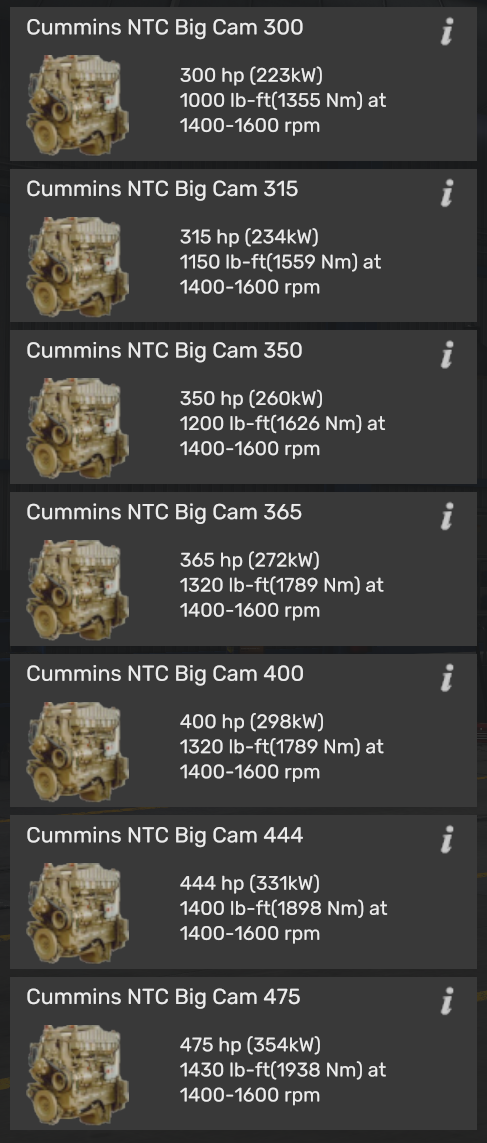 Cummins NTC Big Cam 300
300 hp (223kW)
1000 lb-ft(1355 Nm) at
1400-1600 rpm
Cummins NTC Big Cam 315
315 hp (234kW)
1150 lb-ft(1559 Nm) at
1400-1600 rpm
Cummins NTC Big Cam 350
350 hp (260kW)
1200 lb-ft(1626 Nm) at
1400-1600 rpm
Cummins NTC Big Cam 365
365 hp (272kW)
1320 lb-ft(1789 Nm) at
1400-1600 rpm
Cummins NTC Big Cam 400
400 hp (298kW)
1320 lb-ft(1789 Nm) at
1400-1600 rpm
Cummins NTC Big Cam 444
444 hp (331kW)
1400 lb-ft(1898 Nm) at
1400-1600 rpm
Cummins NTC Big Cam 475
475 hp (354kW)
1430 lb-ft(1938 Nm) at
1400-1600 rpm